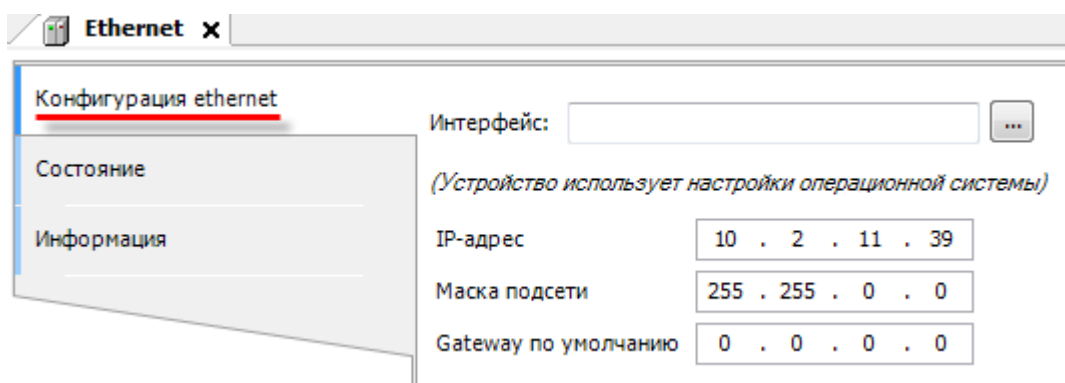 Ethernet x
Конфигурация ethernet
Интерфейс: ...
Состояние
(Устройство использует настройки операционной системы)
Информация
IP-адрес 10 . 2 . 11 . 39
Маска подсети 255 . 255 . 0 . 0
Gateway по умолчанию 0 . 0 . 0 . 0